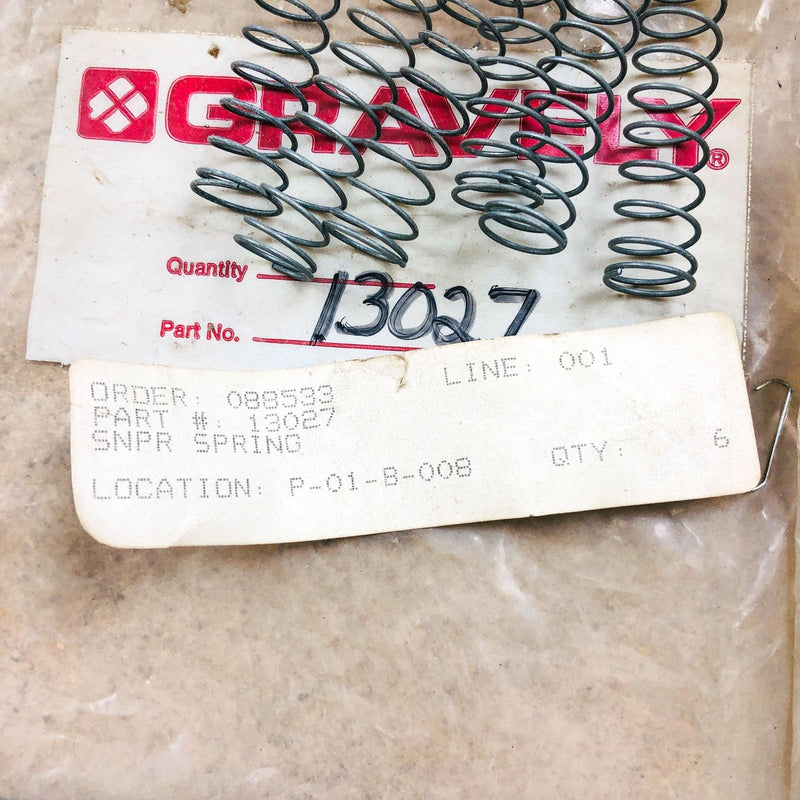 GRAVELY®
Quantity
Part No. 13027
ORDER: 088533 LINE: 001
PART #: 13027
SNPR SPRING
QTY: 6
LOCATION: P-01-B-008